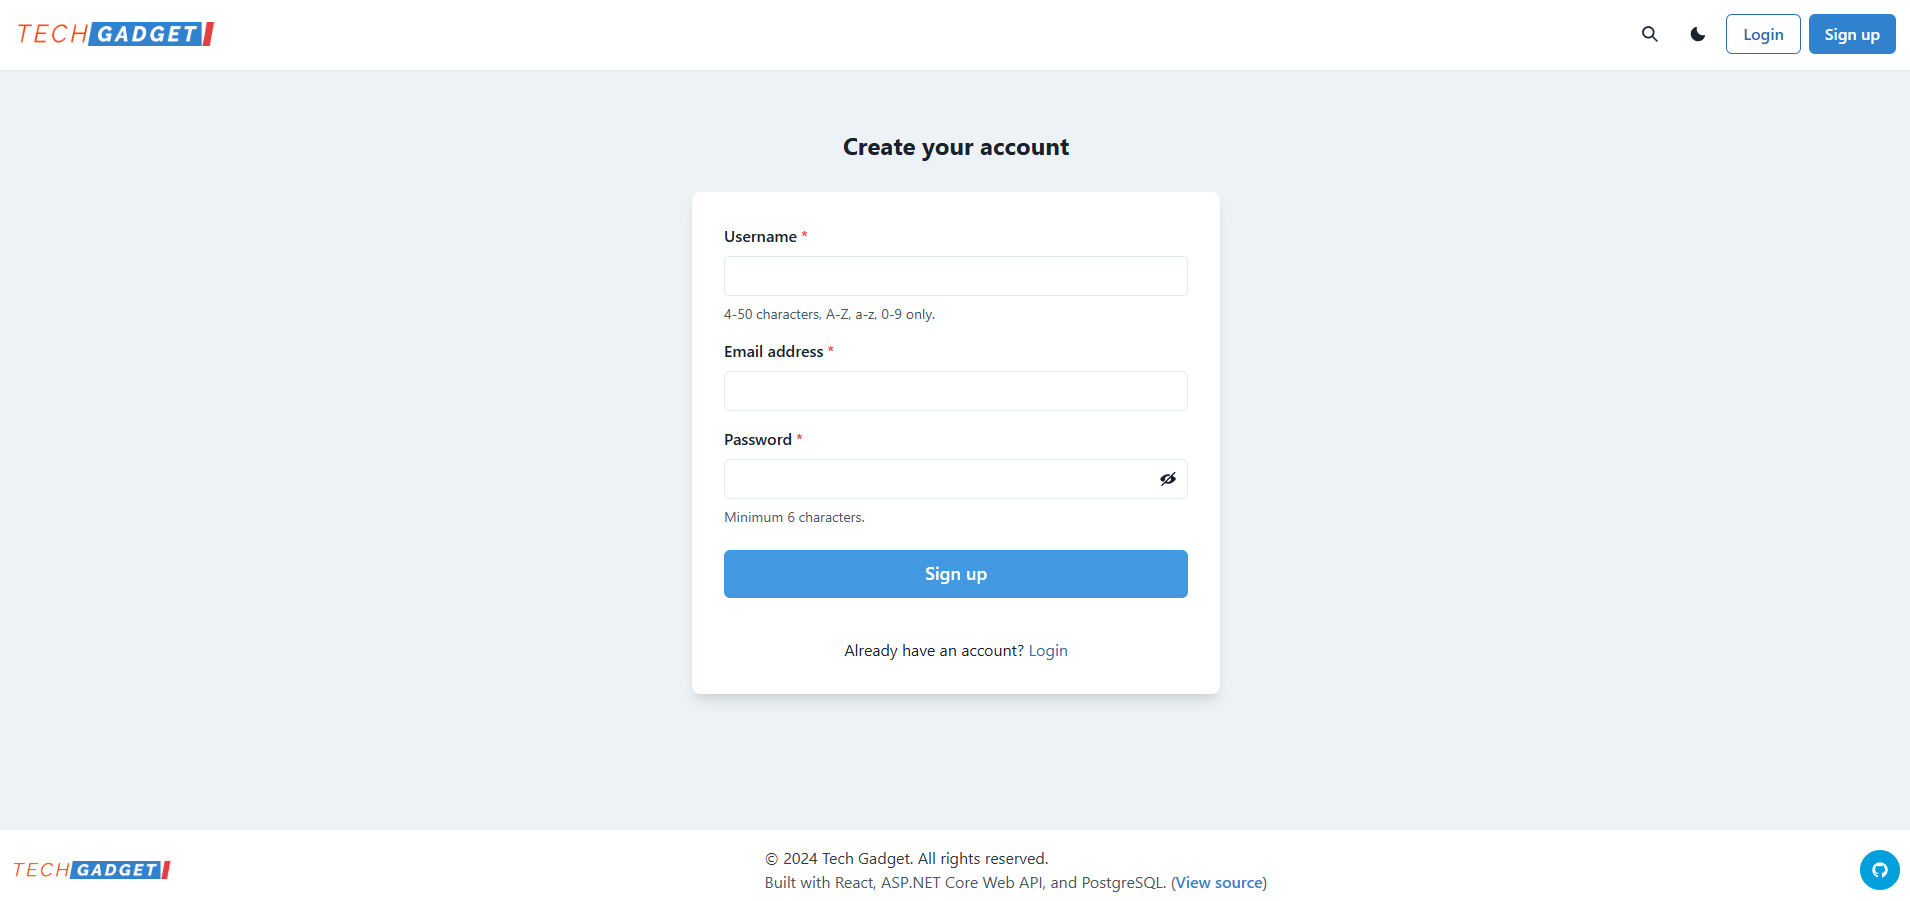 TECH GADGET
Login
Sign up
Create your account
Username *
4-50 characters, A-Z, a-z, 0-9 only.
Email address *
Password *
Minimum 6 characters.
Sign up
Already have an account? Login
TECH GADGET
© 2024 Tech Gadget. All rights reserved.
Built with React, ASP.NET Core Web API, and PostgreSQL. (View source)